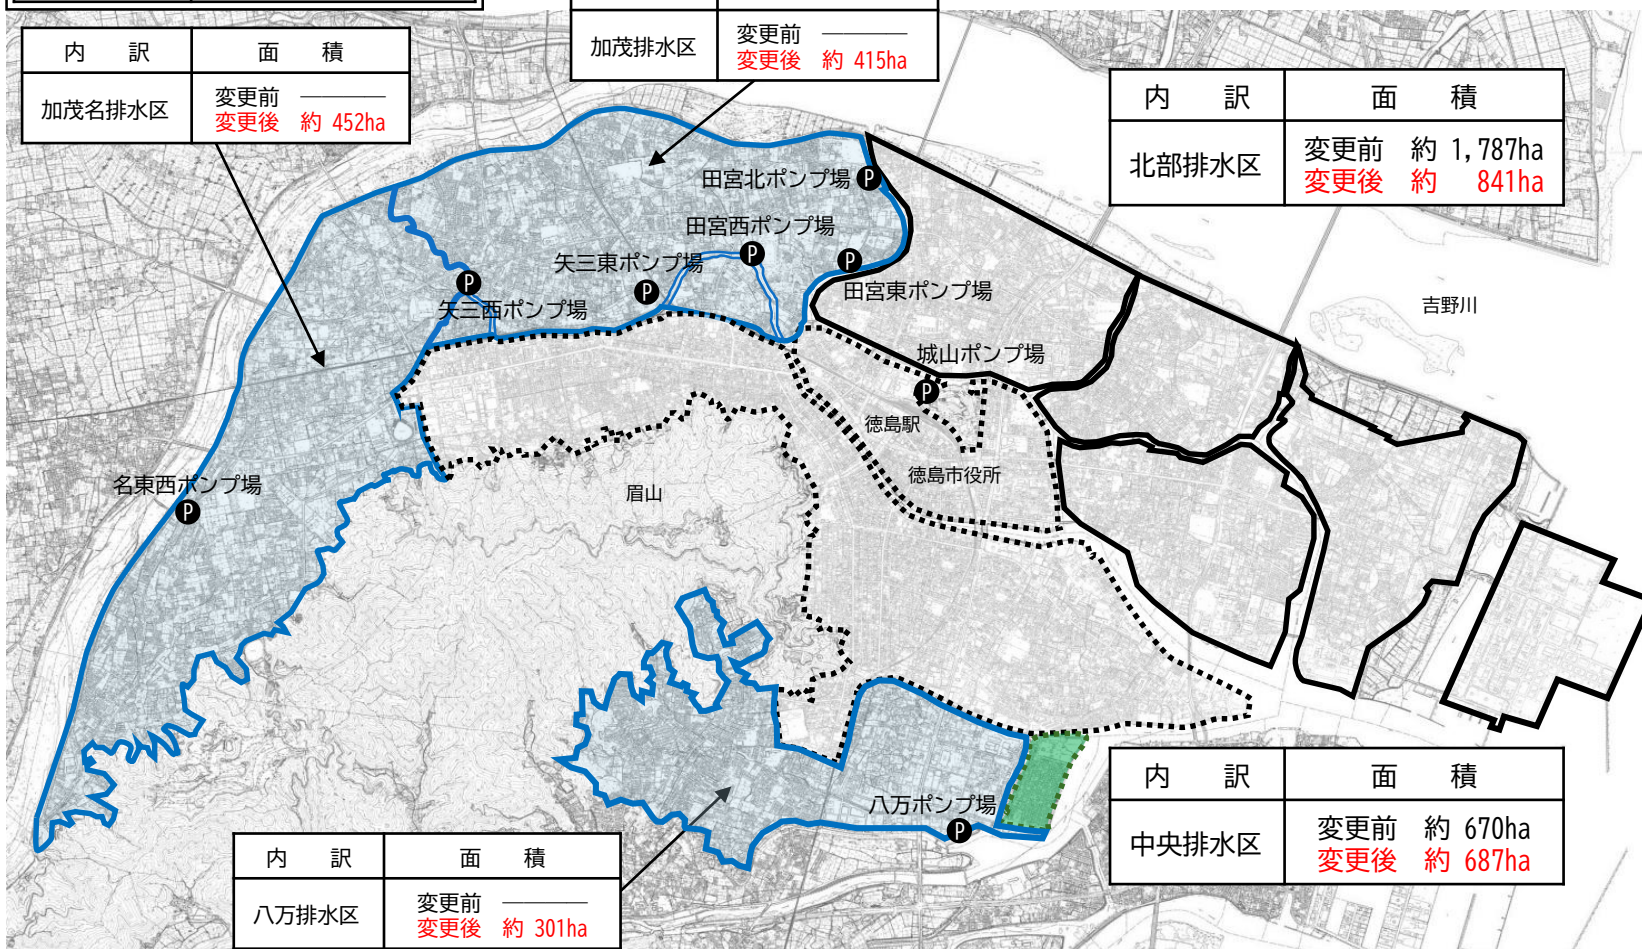 内 訳 面 積
加茂名排水区 変更前 ―――
変更後 約 452ha
加茂排水区 変更前 ―――
変更後 約 415ha
内 訳 面 積
北部排水区 変更前 約 1,787ha
変更後 約 841ha
田宮北ポンプ場 P
田宮西ポンプ場
P
矢三東ポンプ場
P
P
田宮東ポンプ場
P
矢三西ポンプ場
吉野川
城山ポンプ場
P
徳島駅
徳島市役所
名東西ポンプ場
P
眉山
八万ポンプ場
P
内 訳 面 積
中央排水区 変更前 約 670ha
変更後 約 687ha
内 訳 面 積
八万排水区 変更前 ―――
変更後 約 301ha